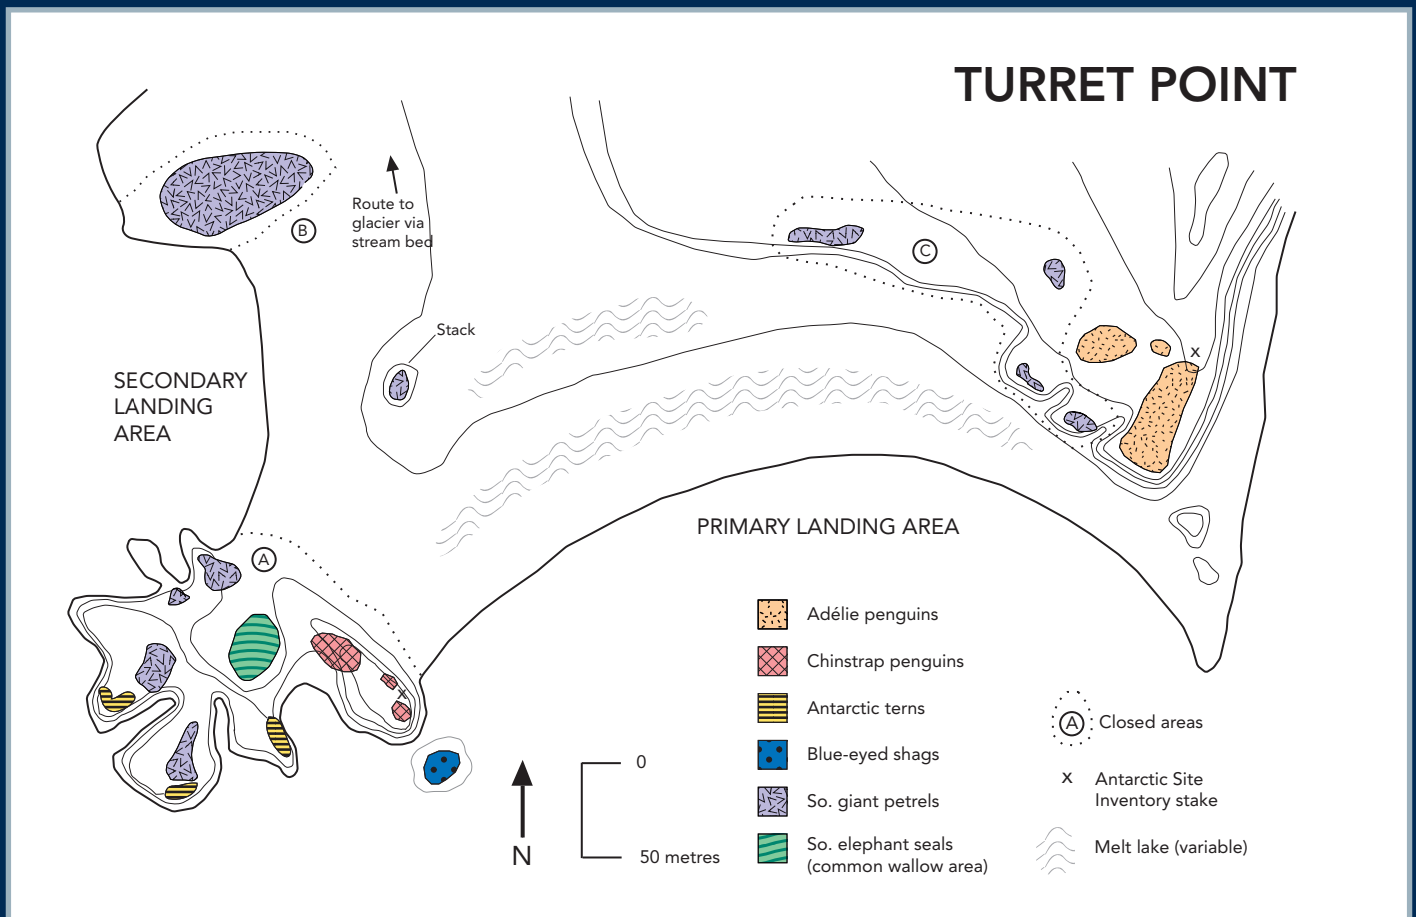 TURRET POINT
B
Route to
glacier via
stream bed
C
Stack
x
SECONDARY
LANDING
AREA
A
PRIMARY LANDING AREA
x
Adélie penguins
Chinstrap penguins
Antarctic terns
Blue-eyed shags
So. giant petrels
So. elephant seals
(common wallow area)
A Closed areas
x Antarctic Site
Inventory stake
Melt lake (variable)
0
50 metres
N